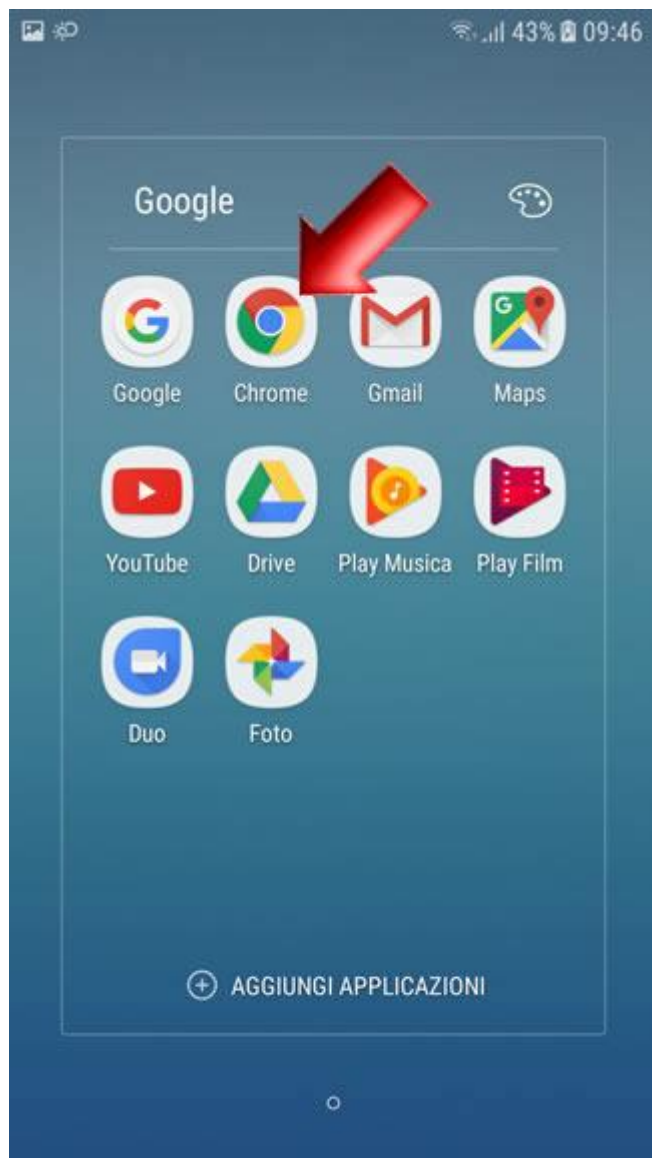 43% 09:46
Google
Google Chrome Gmail Maps
YouTube Drive Play Musica Play Film
Duo Foto
AGGIUNGI APPLICAZIONI